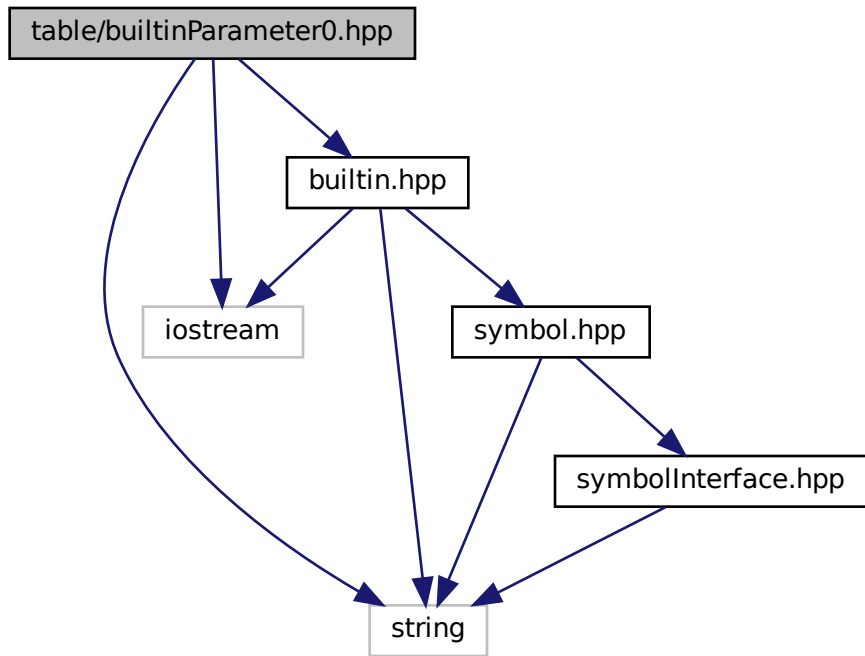 table/builtinParameter0.hpp
builtin.hpp
iostream
symbol.hpp
symbolInterface.hpp
string